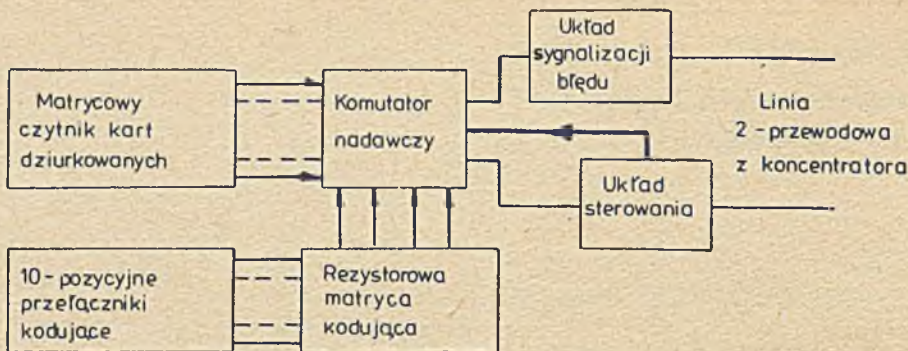 Układ
sygnalizacji
błędu
Matrycowy
czytnik kart
dziurkowanych
Komutator
nadawczy
Linia
2 - przewodowa
z koncentratora
Układ
sterowania
10 - pozycyjne
przełączniki
kodujące
Rezystorowa
matryca
kodująca